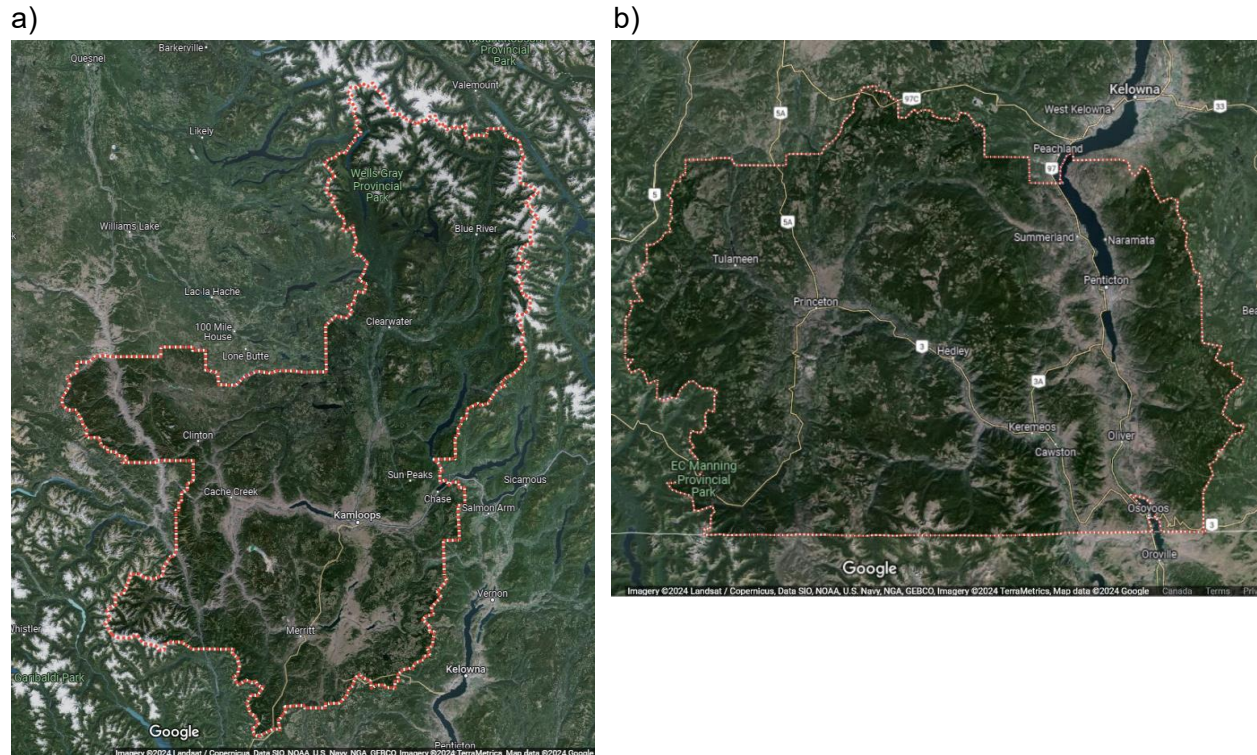 a)
Barkerville
Provincial
Park
Quesnel
Valemount
Likely
Wells Gray
Provincial
Park
Williams Lake
Blue River
Lac la Hache
100 Mile
House
Clearwater
Lone Butte
Clinton
Sun Peaks
Sicamous
Cache Creek
Chase
Salmon Arm
Kamloops
Vernon
Merritt
Whistler
Garibaldi Park
Kelowna
Google
Penticton
Imagery ©2024 Landsat / Copernicus, Data SIO, NOAA, U.S. Navy, NGA, GEBCO, Imagery ©2024 TerraMetrics, Map data ©2024 Google
b)
Kelowna
97C
5A
West Kelowna
33
Peachland
97
5
5A
Summerland
Naramata
Tulameen
Penticton
Princeton
3
Hedley
3A
Keremeos
Oliver
Cawston
EC Manning
Provincial
Park
Osoyoos
3
Oroville
Google
Imagery ©2024 Landsat / Copernicus, Data SIO, NOAA, U.S. Navy, NGA, GEBCO, Imagery ©2024 TerraMetrics, Map data ©2024 Google Canada Terms